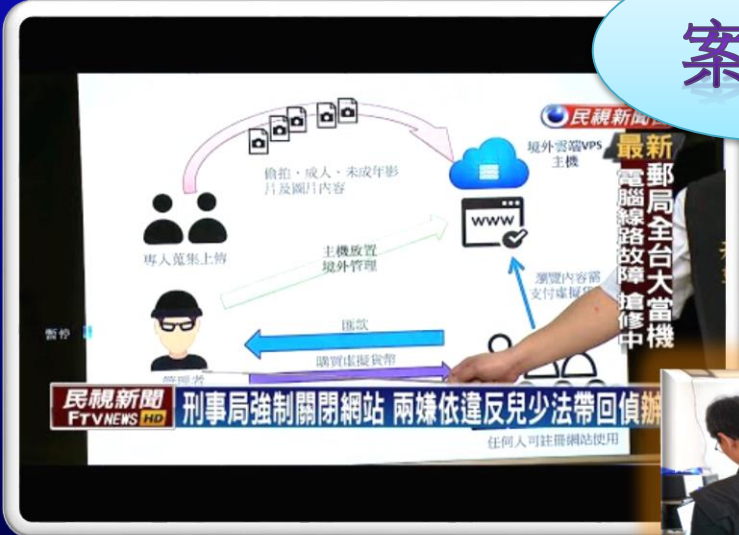 案
民視新聞
最新
郵局全台大當機
電腦線路故障 搶修中
境外雲端VPS
主機
偷拍、成人、未成年影
片及圖片內容
WWW
專人蒐集上傳
主機放置
境外管理
瀏覽內容需
支付虛擬
暫停
匯款
購買虛擬貨幣
管理者
民視新聞
FTVNEWS HD
刑事局強制關閉網站 兩嫌依違反兒少法帶回偵辦
任何人可註冊網站使用